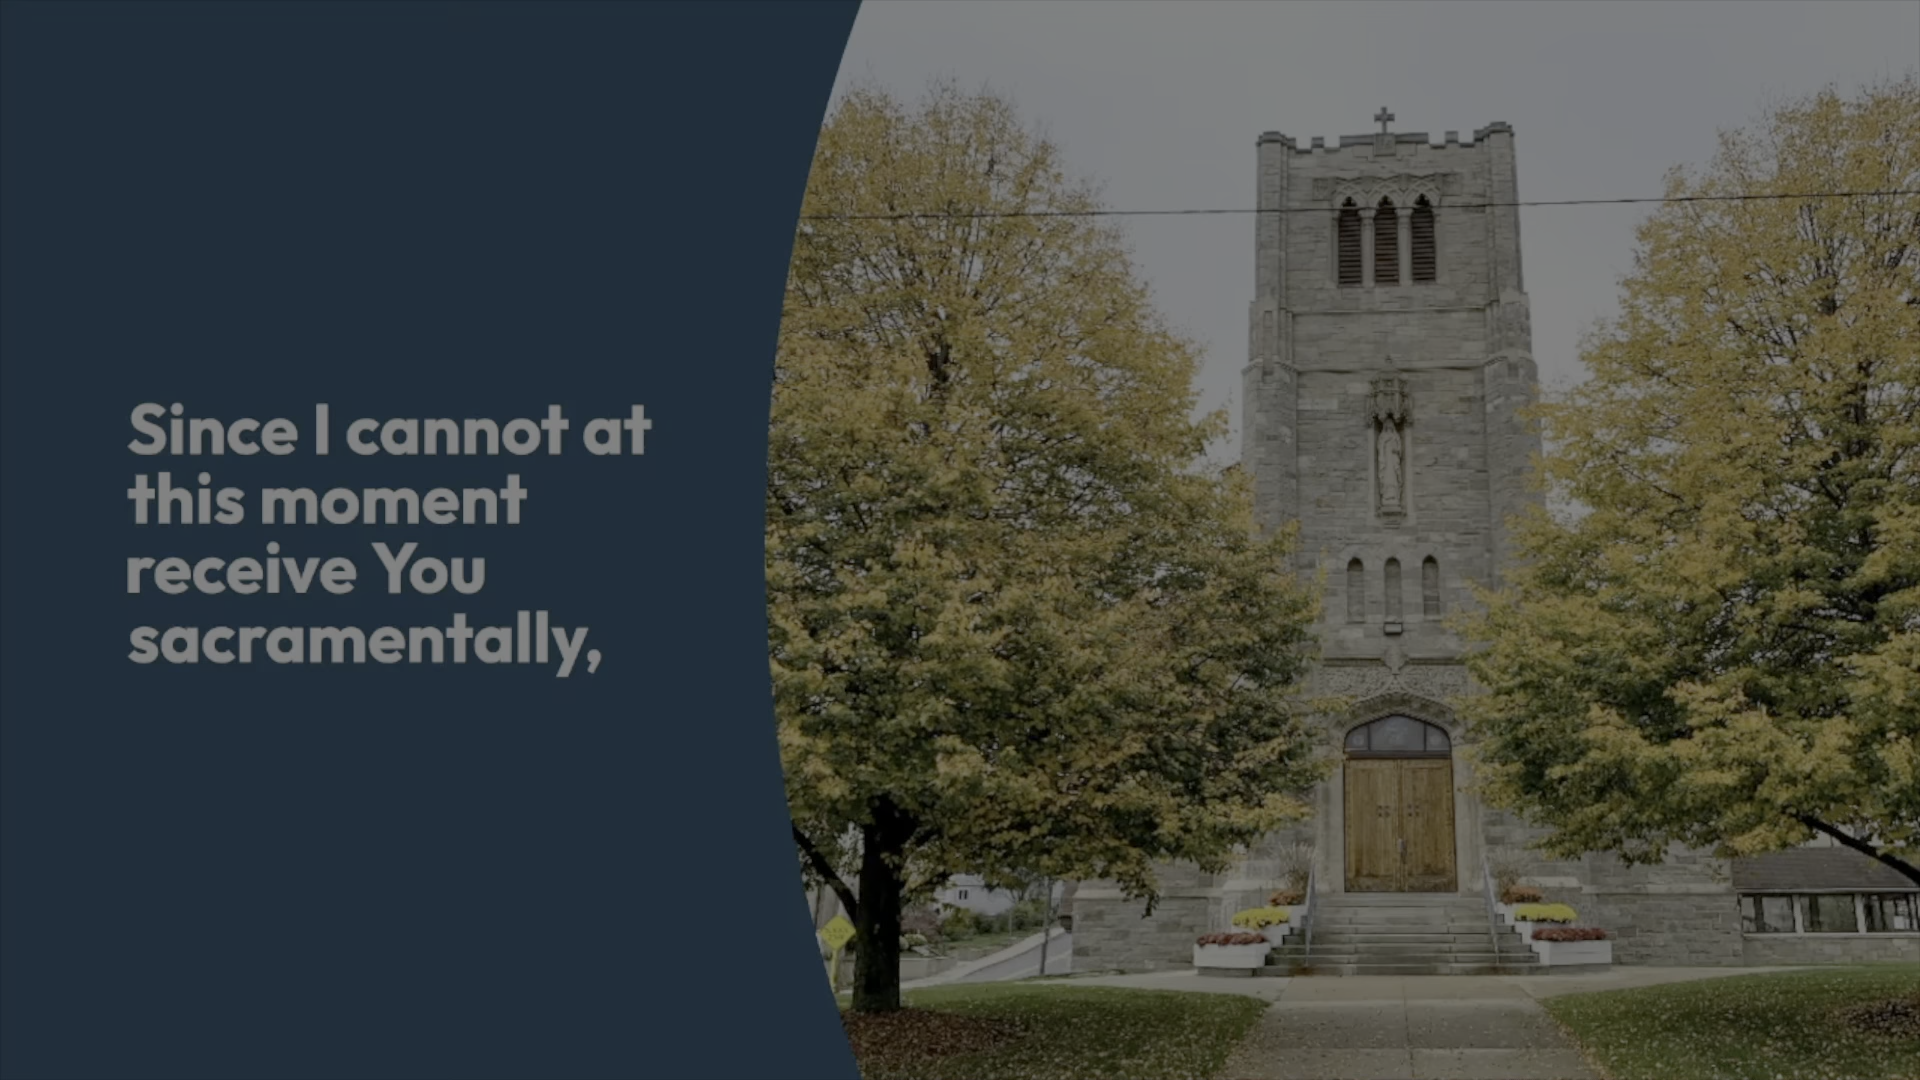 Since I cannot at
this moment
receive You
sacramentally,